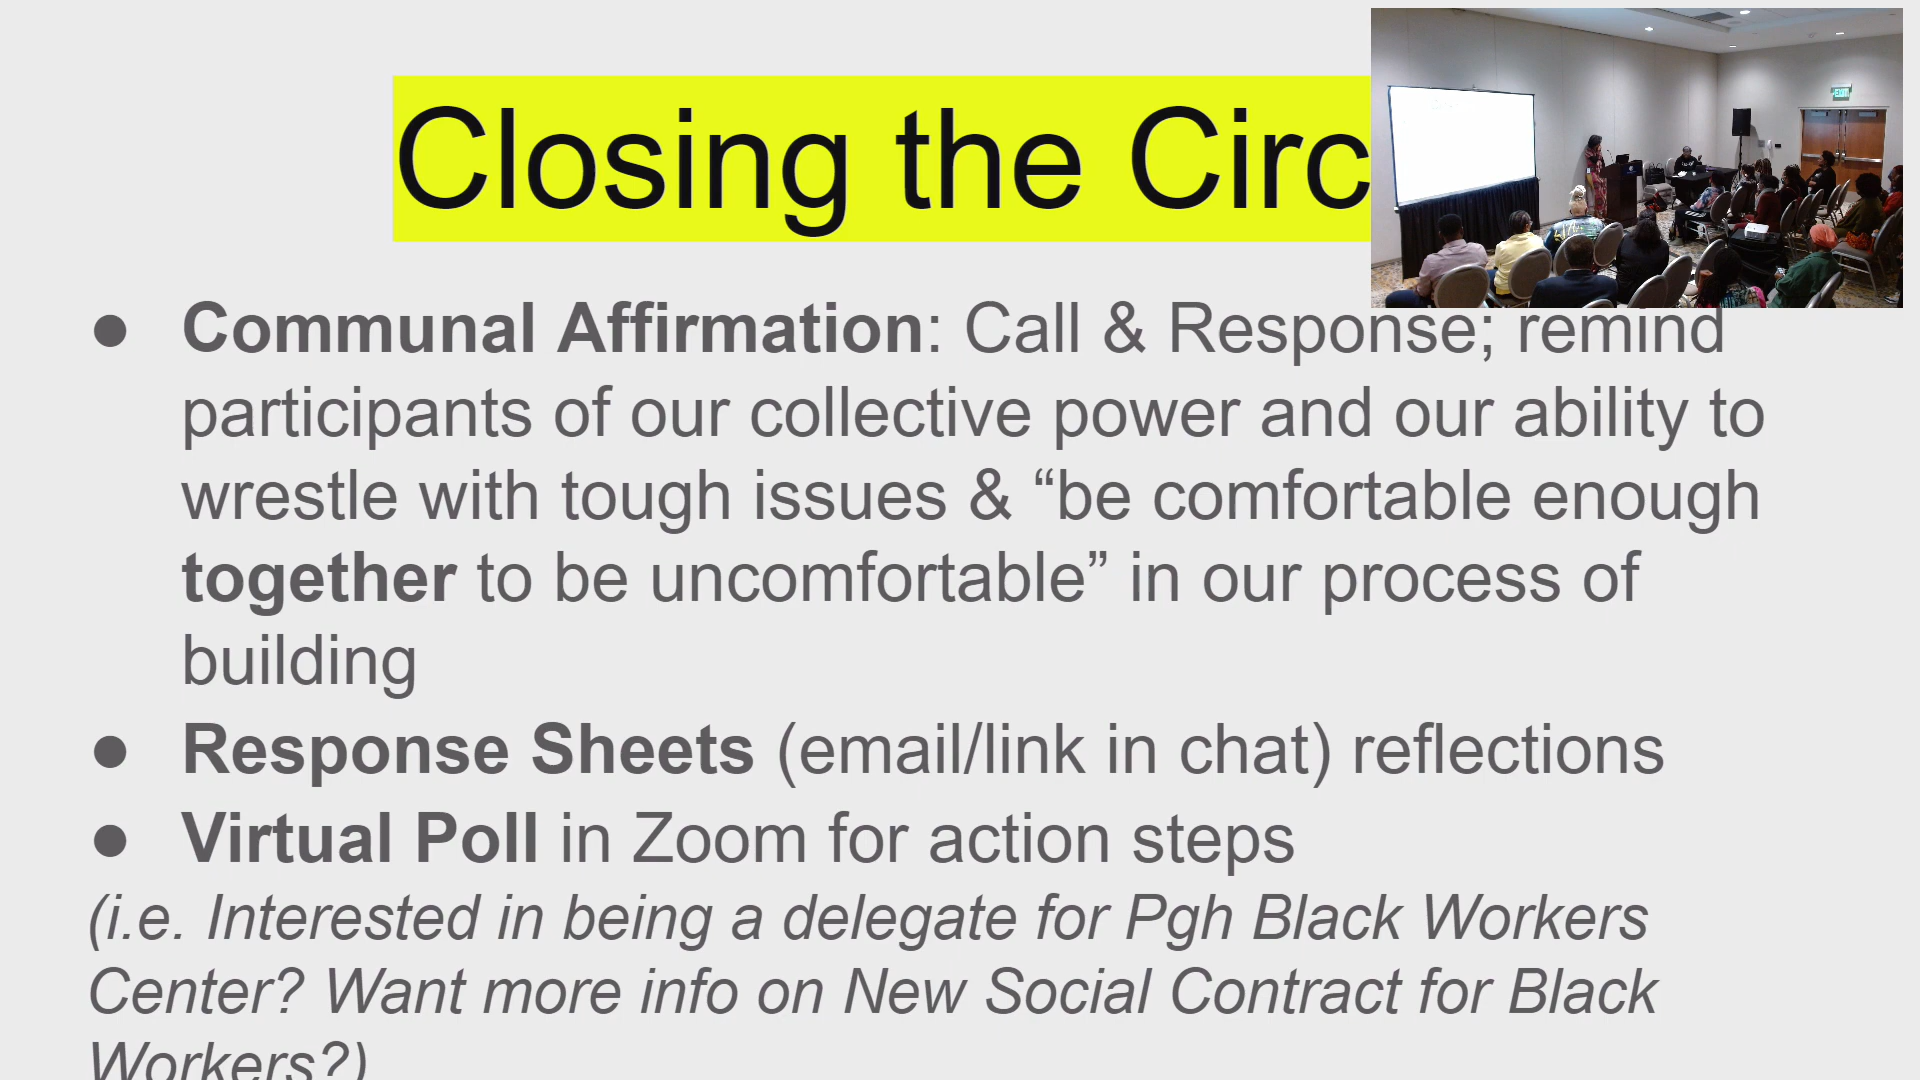 Closing the Circ
EXIT
● Communal Affirmation: Call & Response; remind
participants of our collective power and our ability to
wrestle with tough issues & “be comfortable enough
together to be uncomfortable” in our process of
building
● Response Sheets (email/link in chat) reflections
● Virtual Poll in Zoom for action steps
(i.e. Interested in being a delegate for Pgh Black Workers
Center? Want more info on New Social Contract for Black
Workers?)